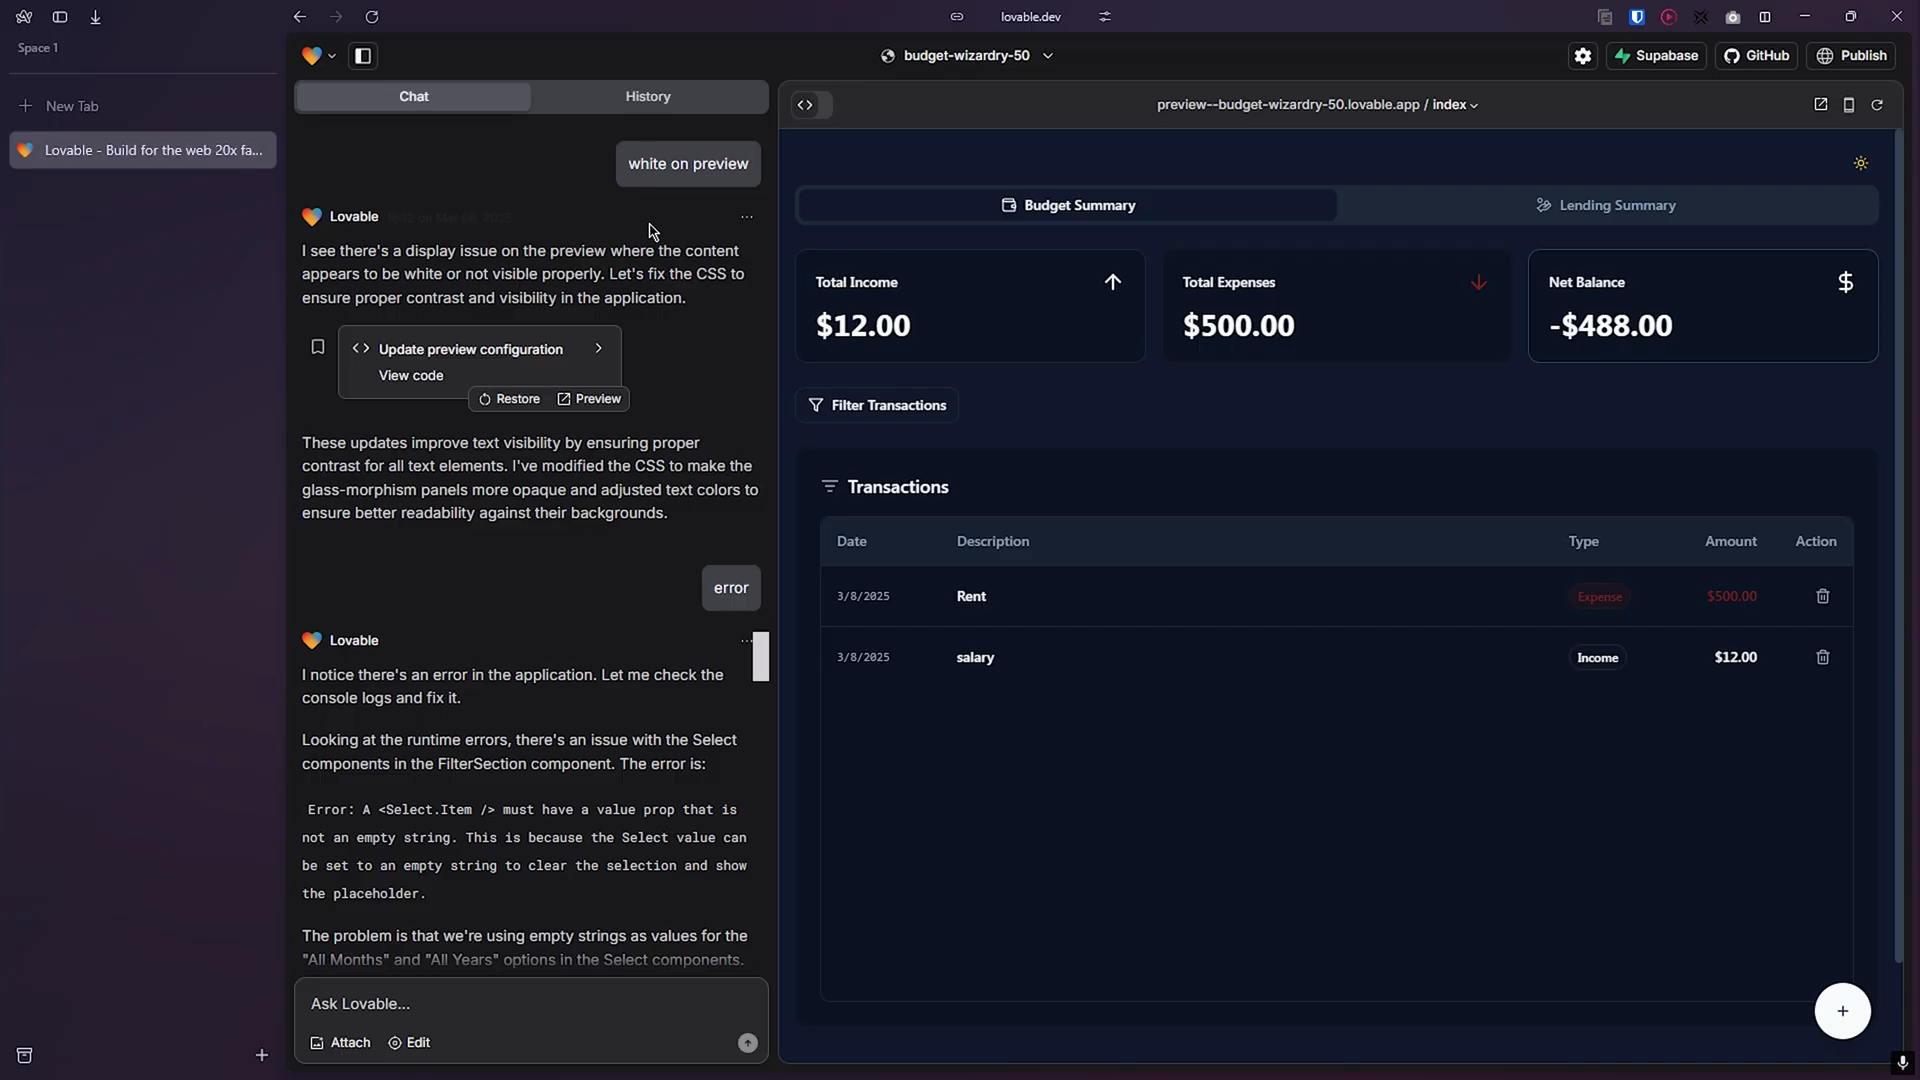 lovable.dev
Space 1
New Tab
Lovable - Build for the web 20x fa...
budget-wizardry-50
Supabase
GitHub
Publish
Chat
History
white on preview
Lovable
I see there's a display issue on the preview where the content
appears to be white or not visible properly. Let's fix the CSS to
ensure proper contrast and visibility in the application.
Update preview configuration
View code
Restore
Preview
These updates improve text visibility by ensuring proper
contrast for all text elements. I've modified the CSS to make the
glass-morphism panels more opaque and adjusted text colors to
ensure better readability against their backgrounds.
error
Lovable
I notice there's an error in the application. Let me check the
console logs and fix it.
Looking at the runtime errors, there's an issue with the Select
components in the FilterSection component. The error is:
Error: A <Select.Item /> must have a value prop that is
not an empty string. This is because the Select value can
be set to an empty string to clear the selection and show
the placeholder.
The problem is that we're using empty strings as values for the
"All Months" and "All Years" options in the Select components.
Ask Lovable...
Attach
Edit
preview--budget-wizardry-50.lovable.app / index
Budget Summary
Lending Summary
Total Income
$12.00
Total Expenses
$500.00
Net Balance
-$488.00
Filter Transactions
Transactions
Date Description Type Amount Action
3/8/2025 Rent Expense $500.00
3/8/2025 salary Income $12.00